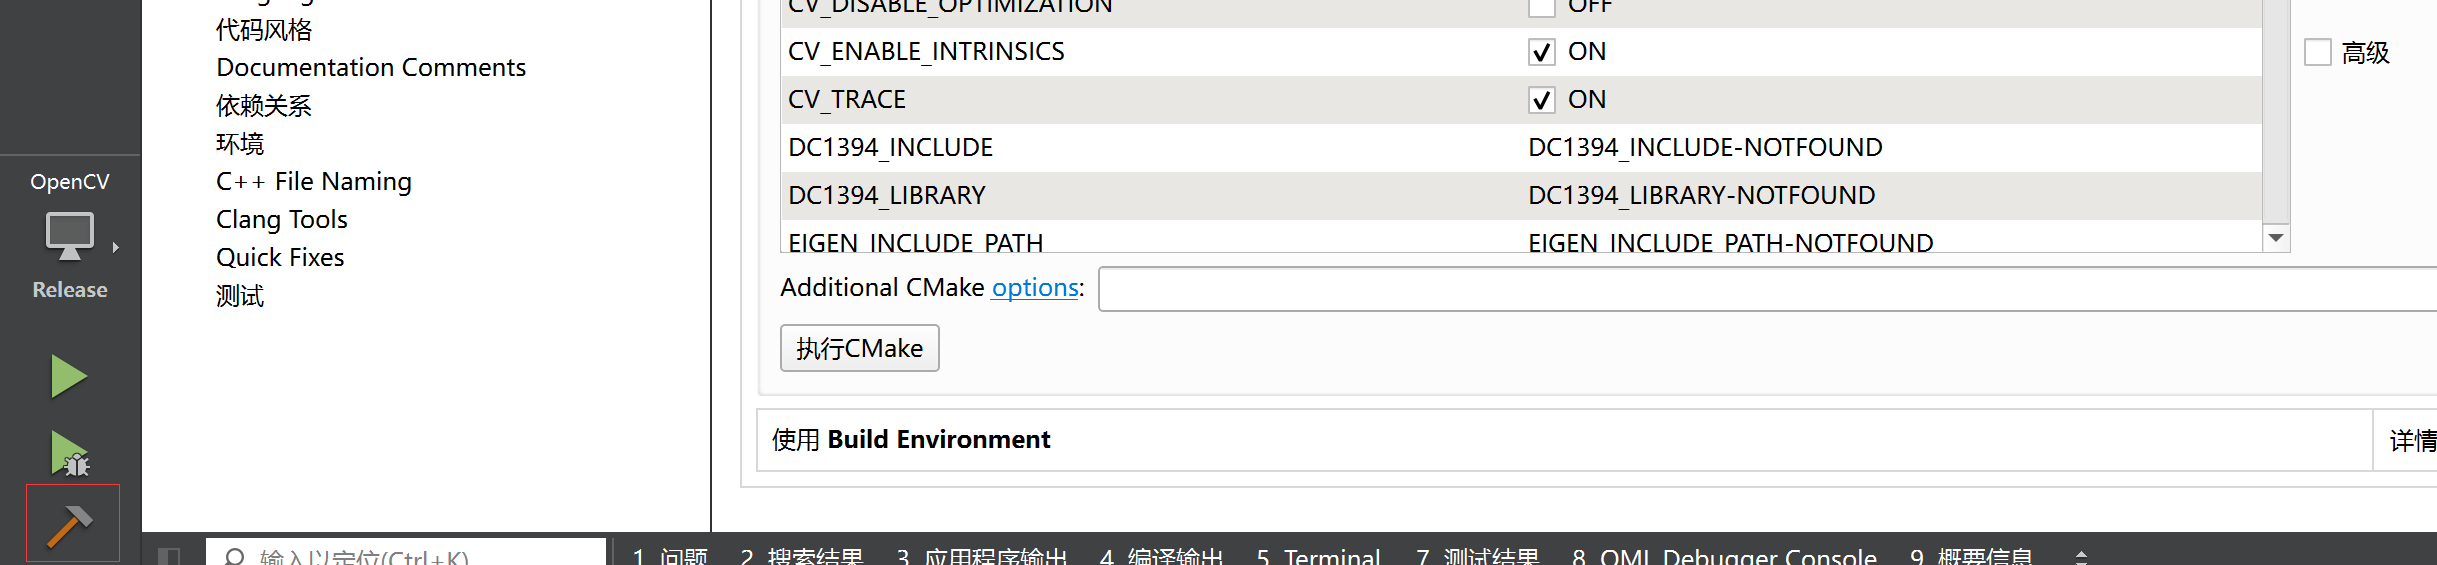 代码风格
Documentation Comments
依赖关系
环境
C++ File Naming
Clang Tools
Quick Fixes
测试
OpenCV
Release
CV_DISABLE_OPTIMIZATION OFF
CV_ENABLE_INTRINSICS ON
CV_TRACE ON
DC1394_INCLUDE DC1394_INCLUDE-NOTFOUND
DC1394_LIBRARY DC1394_LIBRARY-NOTFOUND
EIGEN_INCLUDE_PATH EIGEN_INCLUDE_PATH-NOTFOUND
高级
Additional CMake options:
执行CMake
使用 Build Environment
详情
输入以定位(Ctrl+K)
1 问题 2 搜索结果 3 应用程序输出 4 编译输出 5 Terminal 7 测试结果 8 QML Debugger Console 9 概要信息